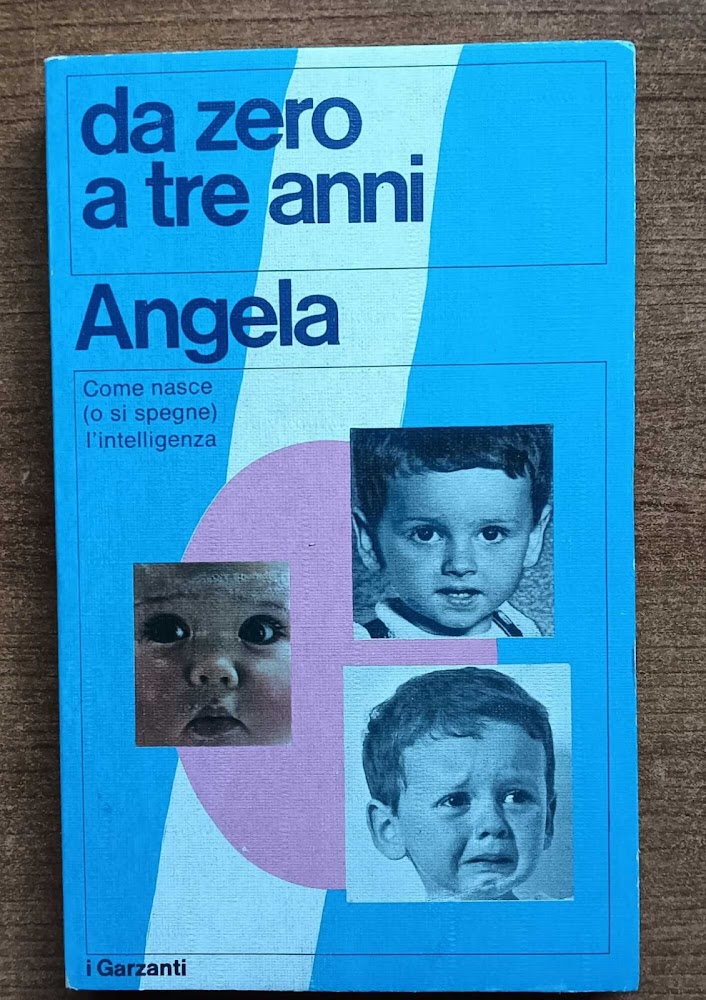 da zero
a tre anni
Angela
Come nasce
(o si spegne)
l'intelligenza
i Garzanti